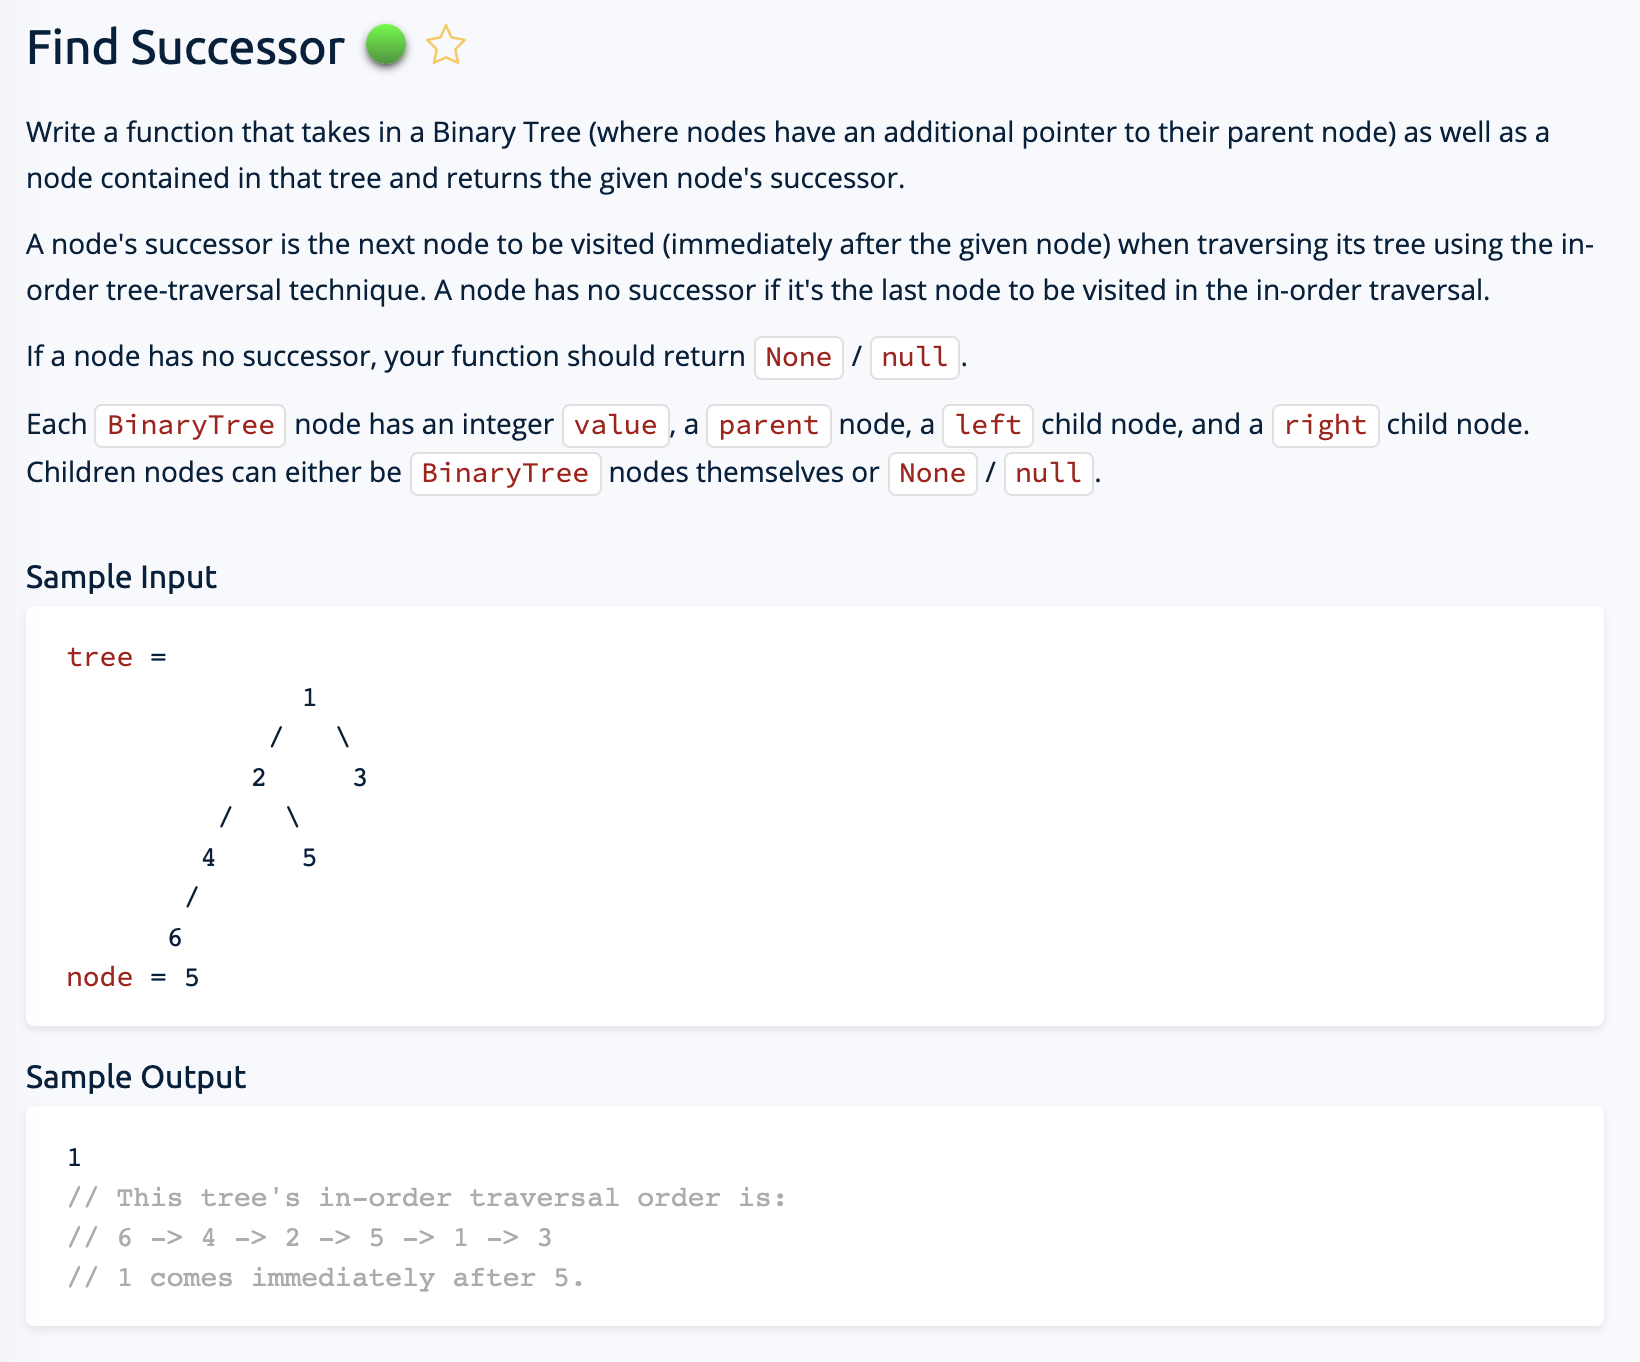 Find Successor
Write a function that takes in a Binary Tree (where nodes have an additional pointer to their parent node) as well as a
node contained in that tree and returns the given node's successor.
A node's successor is the next node to be visited (immediately after the given node) when traversing its tree using the in-
order tree-traversal technique. A node has no successor if it's the last node to be visited in the in-order traversal.
If a node has no successor, your function should return None / null.
Each BinaryTree node has an integer value, a parent node, a left child node, and a right child node.
Children nodes can either be BinaryTree nodes themselves or None / null.
Sample Input
tree =
1
/ \
2 3
/ \
4 5
/
6
node = 5
Sample Output
1
// This tree's in-order traversal order is:
// 6 -> 4 -> 2 -> 5 -> 1 -> 3
// 1 comes immediately after 5.